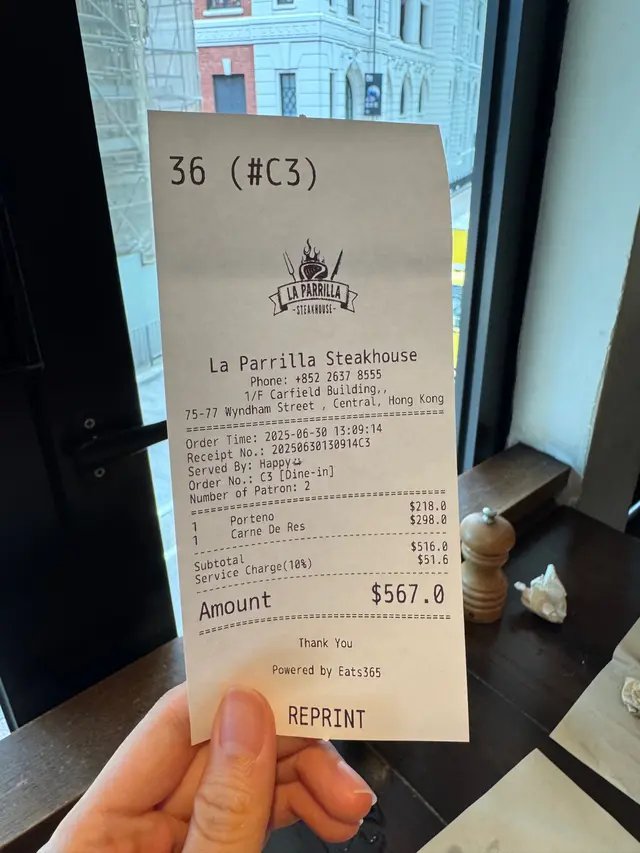 36 (#C3)
LA PARRILLA
-STEAKHOUSE-
La Parrilla Steakhouse
Phone: +852 2637 8555
1/F Carfield Building,,
75-77 Wyndham Street , Central, Hong Kong
Order Time: 2025-06-30 13:09:14
Receipt No.: 20250630130914C3
Served By: Happy
Order No.: C3 [Dine-in]
Number of Patron: 2
1 Porteno $218.0
1 Carne De Res $298.0
Subtotal $516.0
Service Charge(10%) $51.6
Amount $567.0
Thank You
Powered by Eats365
REPRINT